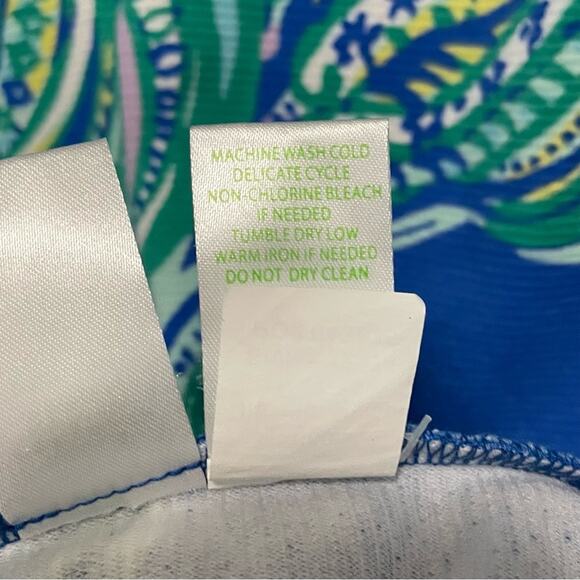 MACHINE WASH COLD
DELICATE CYCLE
NON-CHLORINE BLEACH
IF NEEDED
TUMBLE DRY LOW
WARM IRON IF NEEDED
DO NOT DRY CLEAN